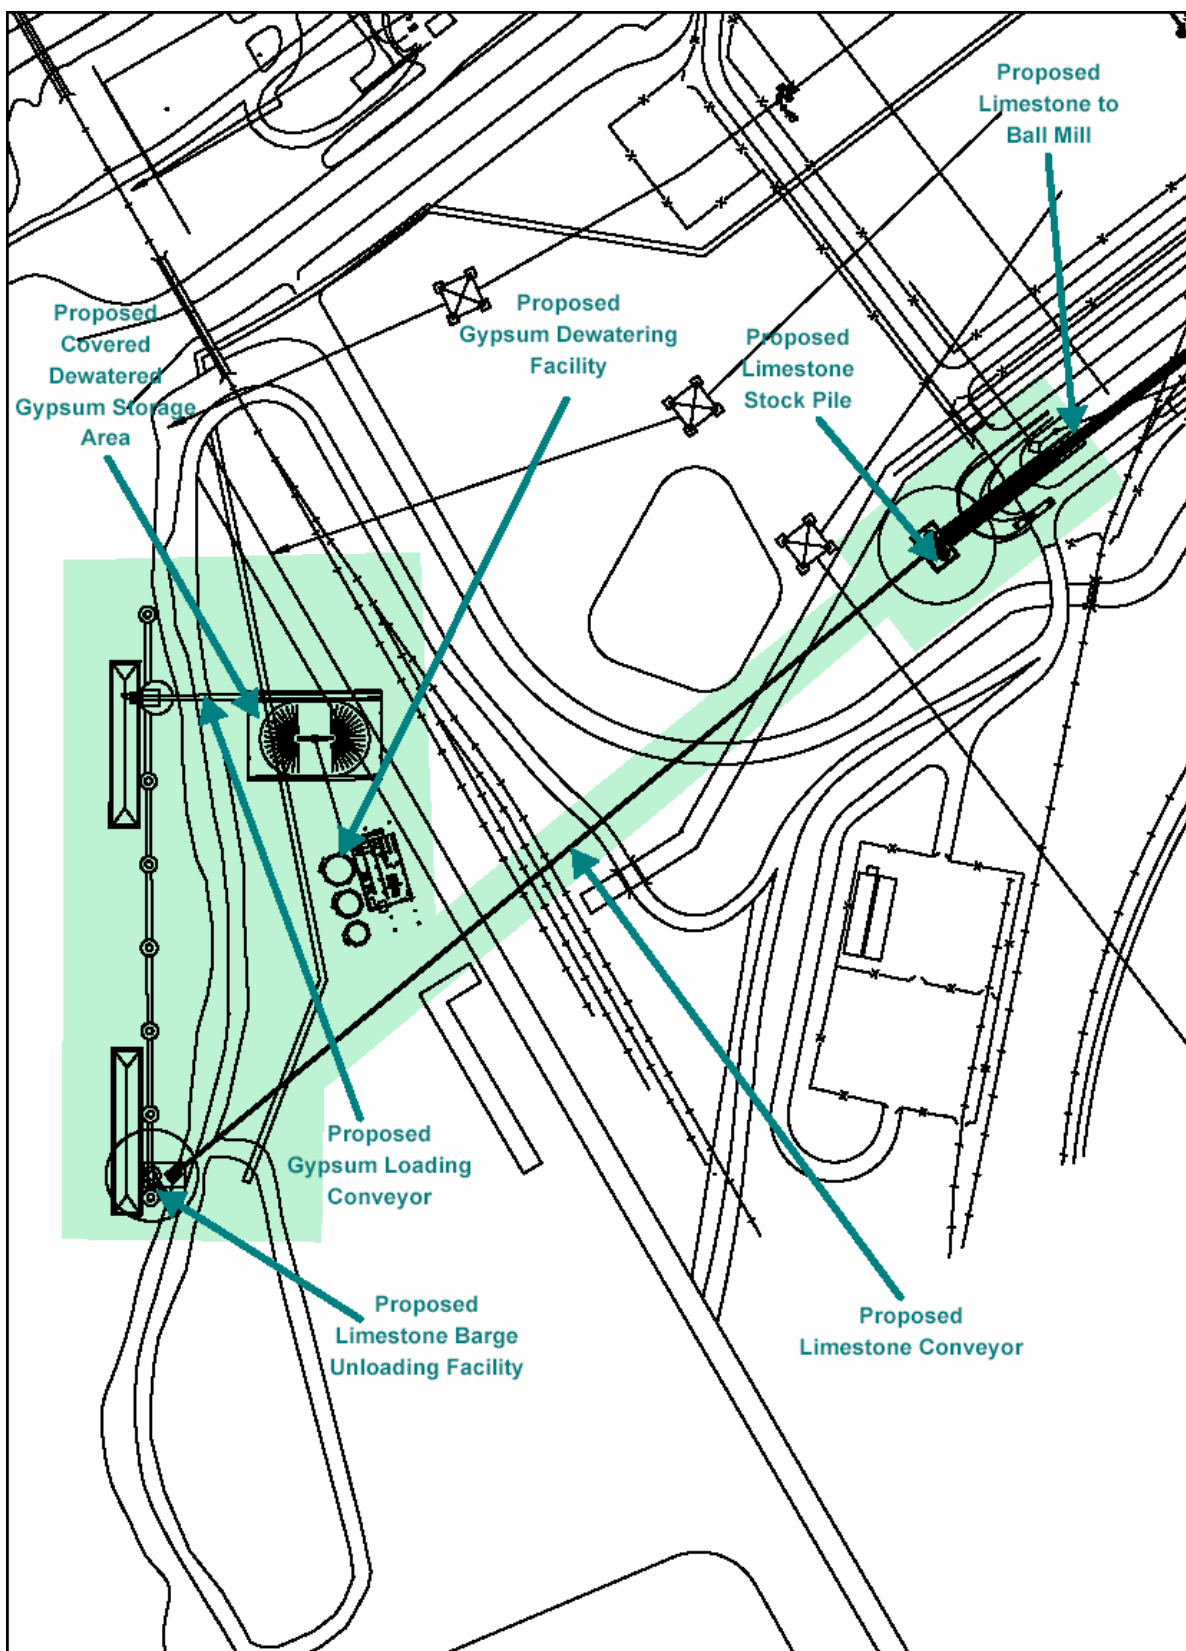 Proposed
Limestone to
Ball Mill
Proposed
Covered
Dewatered
Gypsum Storage
Area
Proposed
Gypsum Dewatering
Facility
Proposed
Limestone
Stock Pile
Proposed
Gypsum Loading
Conveyor
Proposed
Limestone Barge
Unloading Facility
Proposed
Limestone Conveyor